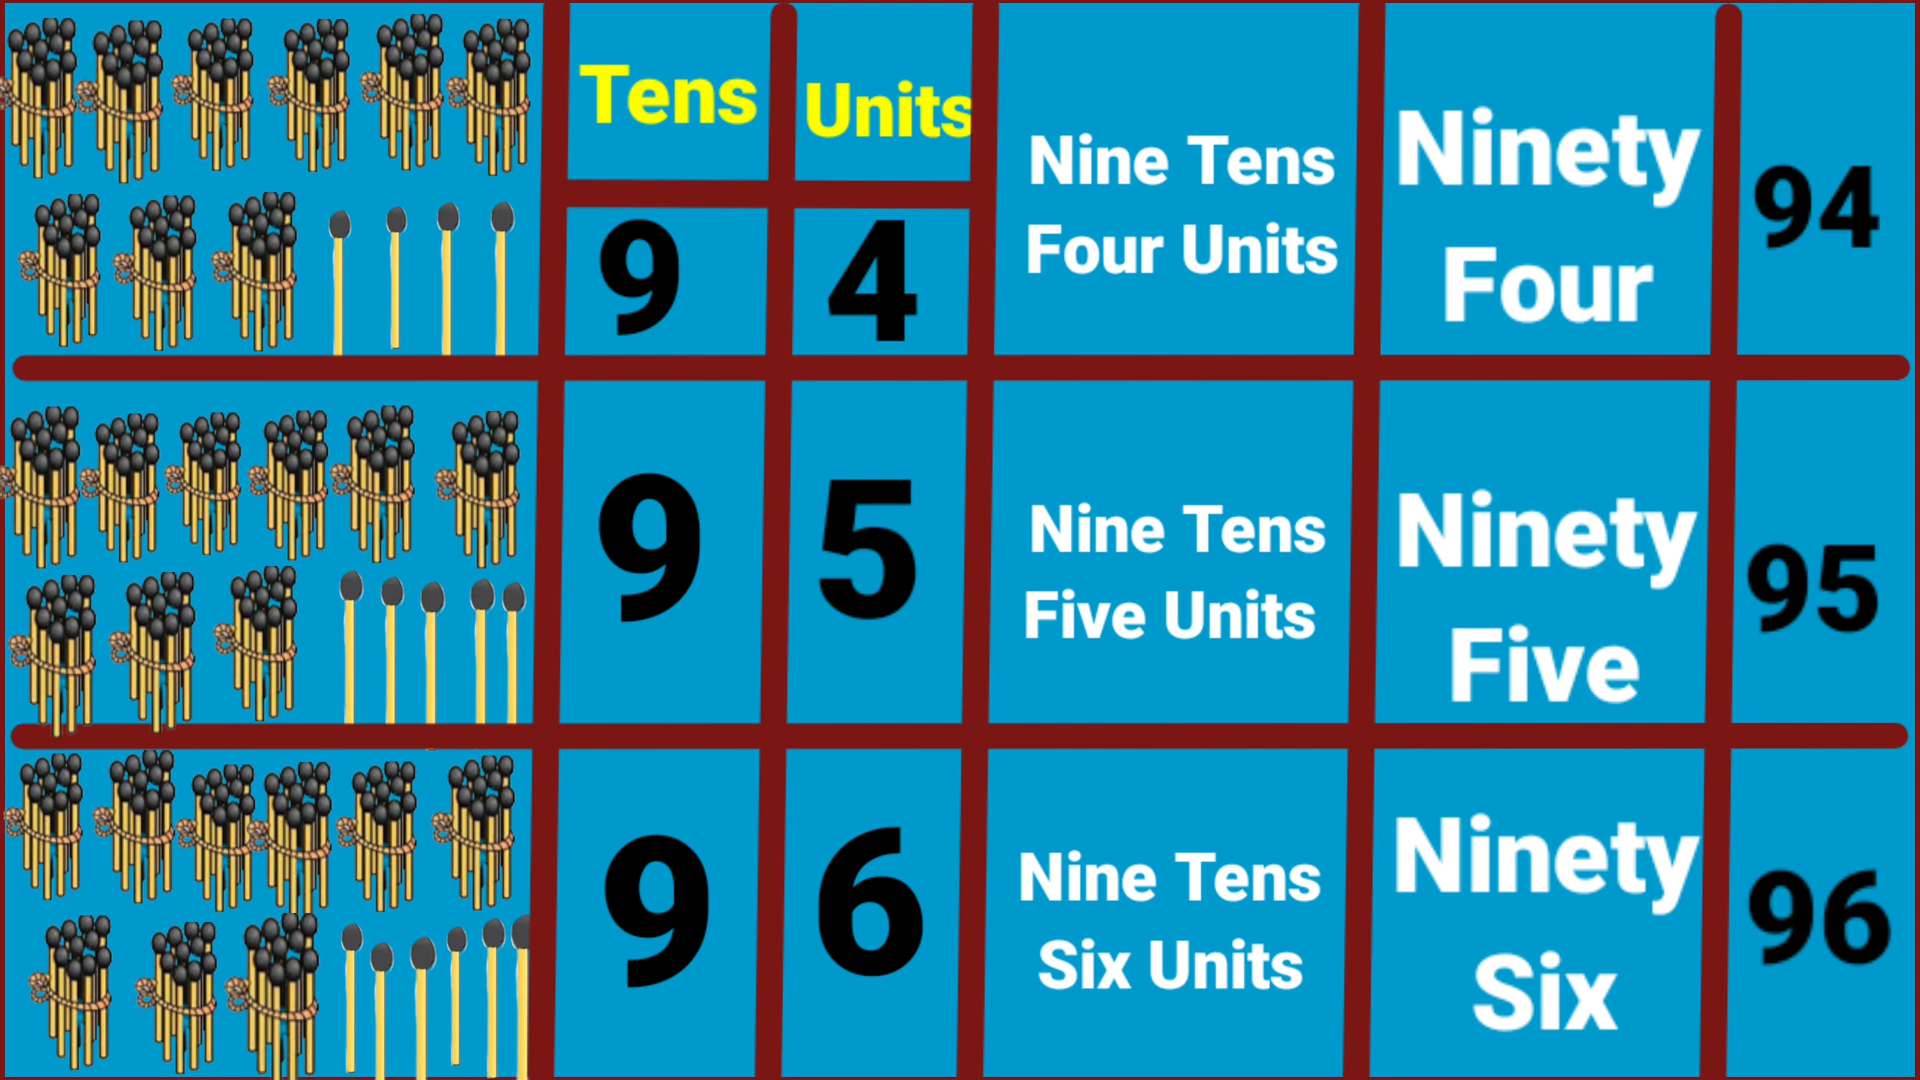 Tens Units
9 4
Nine Tens
Four Units
Ninety
Four
94
9 5
Nine Tens
Five Units
Ninety
Five
95
9 6
Nine Tens
Six Units
Ninety
Six
96